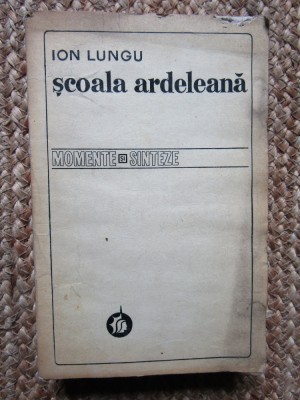 ION LUNGU
școala ardeleană
MOMENTE ȘI SINTEZE